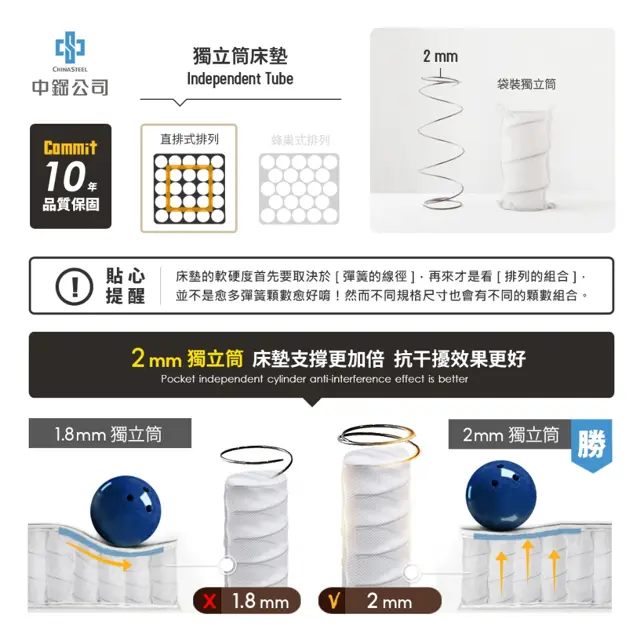 CHINASTEEL
中鋼公司
獨立筒床墊
Independent Tube
2 mm
袋裝獨立筒
Commit
10年
品質保固
直排式排列
蜂巢式排列
貼心
提醒
床墊的軟硬度首先要取決於 [ 彈簧的線徑 ]，再來才是看 [ 排列的組合 ]，
並不是愈多彈簧顆數愈好唷！然而不同規格尺寸也會有不同的顆數組合。
2 mm 獨立筒 床墊支撐更加倍 抗干擾效果更好
Pocket independent cylinder anti-interference effect is better
1.8mm 獨立筒
2mm 獨立筒
勝
X 1.8 mm
V 2 mm